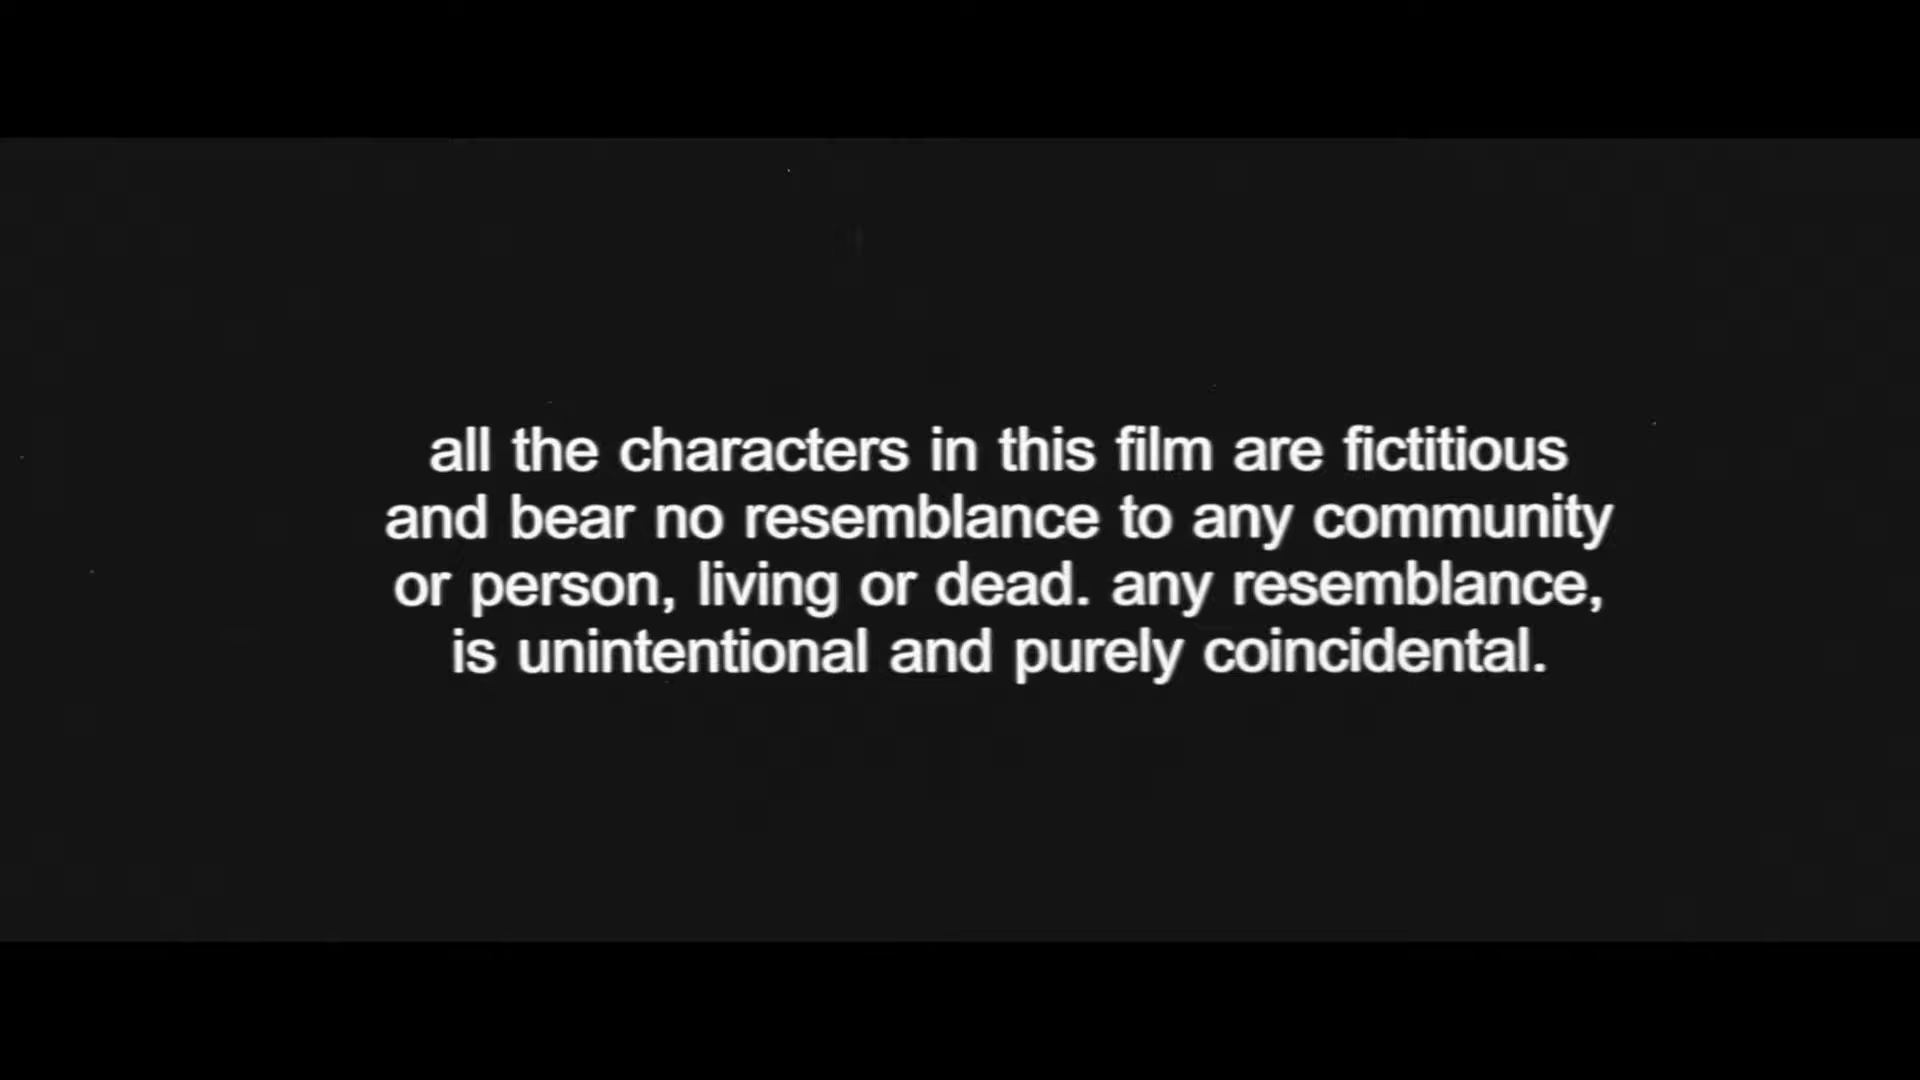 all the characters in this film are fictitious
and bear no resemblance to any community
or person, living or dead. any resemblance,
is unintentional and purely coincidental.